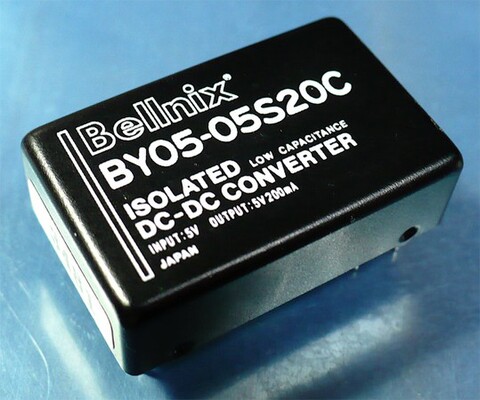 Bellnix®
BY05-05S20C
ISOLATED LOW CAPACITANCE
DC-DC CONVERTER
INPUT:5V OUTPUT:5V200mA
JAPAN